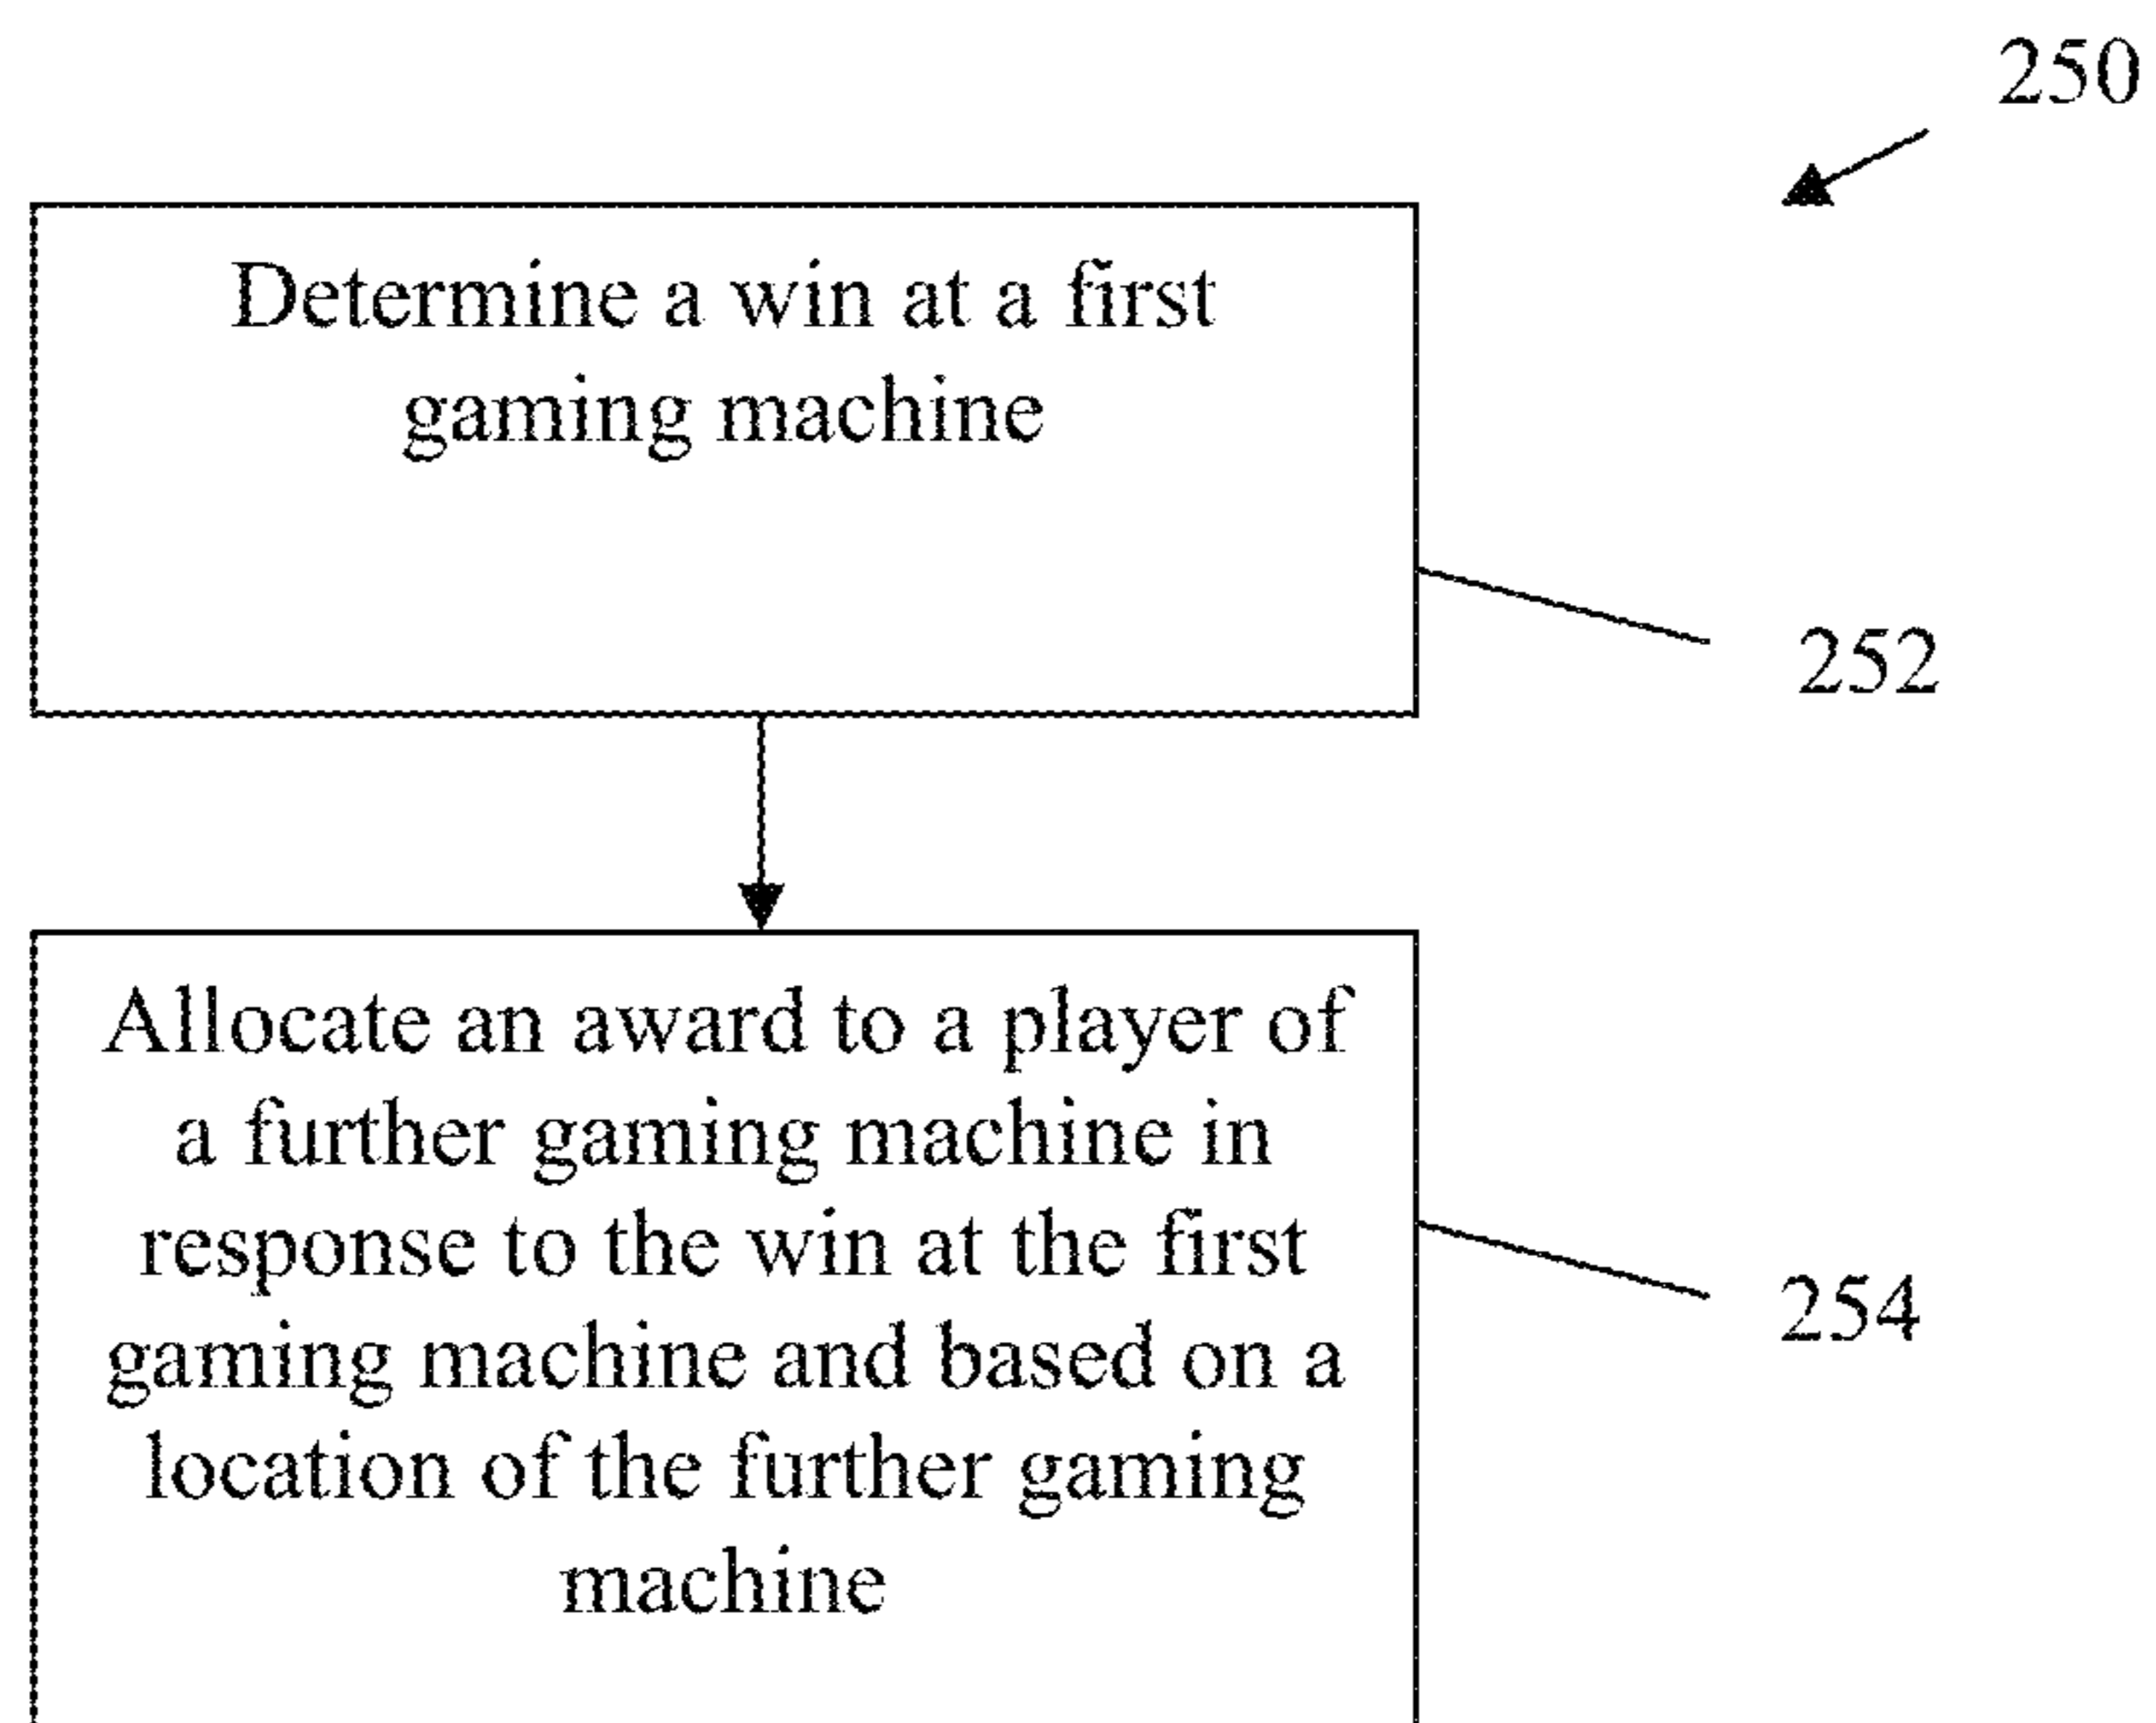 250
Determine a win at a first
gaming machine
252
Allocate an award to a player of
a further gaming machine in
response to the win at the first
gaming machine and based on a
location of the further gaming
machine
254